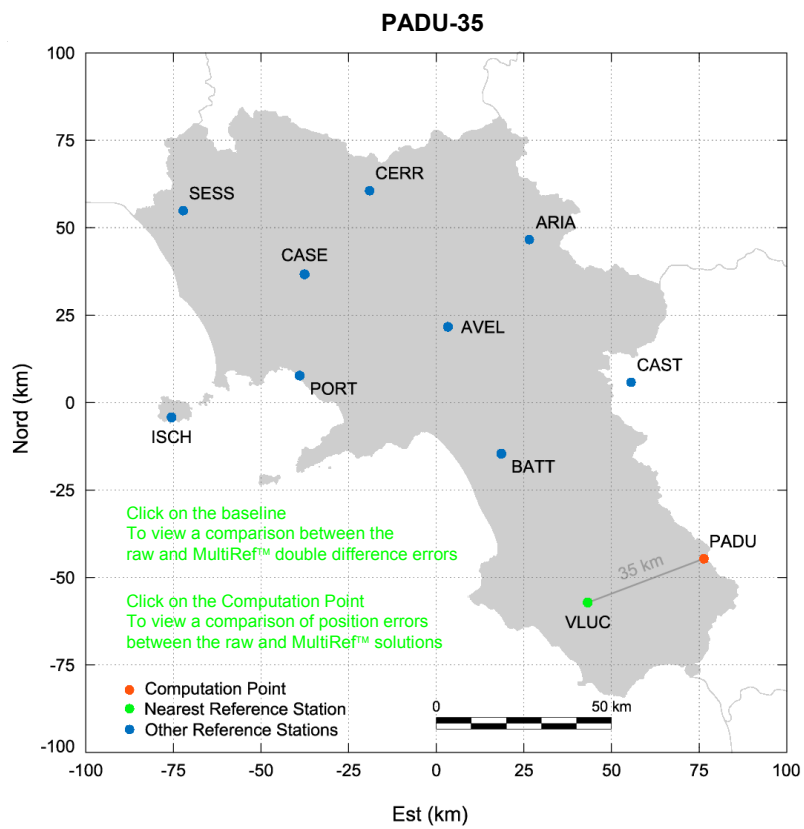 PADU-35
100
75
50
25
0
-25
-50
-75
-100
Nord (km)
CERR
SESS
ARIA
CASE
AVEL
CAST
PORT
ISCH
BATT
Click on the baseline
To view a comparison between the
raw and MultiRef™ double difference errors
PADU
35 km
Click on the Computation Point
To view a comparison of position errors
between the raw and MultiRef™ solutions
VLUC
Computation Point
Nearest Reference Station
Other Reference Stations
0 50 km
-100 -75 -50 -25 0 25 50 75 100
Est (km)